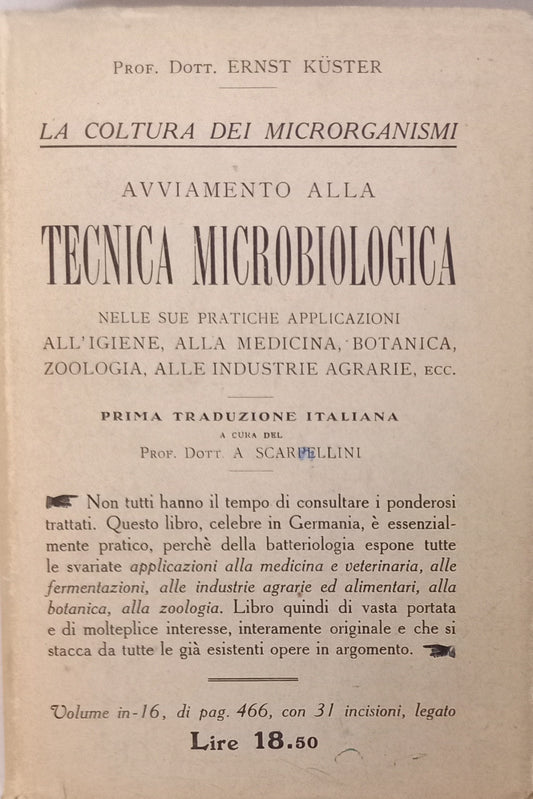 Prof. Dott. ERNST KÜSTER
LA COLTURA DEI MICRORGANISMI
AVVIAMENTO ALLA
TECNICA MICROBIOLOGICA
NELLE SUE PRATICHE APPLICAZIONI
ALL'IGIENE, ALLA MEDICINA, BOTANICA,
ZOOLOGIA, ALLE INDUSTRIE AGRARIE, ECC.
PRIMA TRADUZIONE ITALIANA
A CURA DEL
Prof. Dott. A SCARPELLINI
Non tutti hanno il tempo di consultare i ponderosi
trattati. Questo libro, celebre in Germania, è essenzial-
mente pratico, perchè della batteriologia espone tutte
le svariate applicazioni alla medicina e veterinaria, alle
fermentazioni, alle industrie agrarie ed alimentari, alla
botanica, alla zoologia. Libro quindi di vasta portata
e di molteplice interesse, interamente originale e che si
stacca da tutte le già esistenti opere in argomento.
Volume in-16, di pag. 466, con 31 incisioni, legato
Lire 18.50